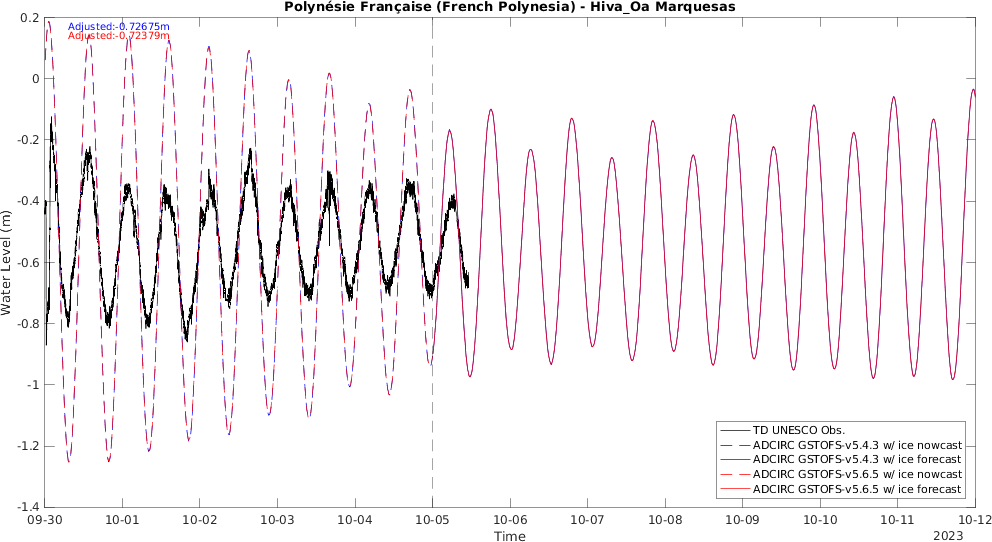 Polynésie Française (French Polynesia) - Hiva_Oa Marquesas
Adjusted:-0.72675m
Adjusted:-0.72379m
0.2
0
-0.2
-0.4
-0.6
-0.8
-1
-1.2
-1.4
Water Level (m)
TD UNESCO Obs.
ADCIRC GSTOFS-v5.4.3 w/ ice nowcast
ADCIRC GSTOFS-v5.4.3 w/ ice forecast
ADCIRC GSTOFS-v5.6.5 w/ ice nowcast
ADCIRC GSTOFS-v5.6.5 w/ ice forecast
09-30 10-01 10-02 10-03 10-04 10-05 10-06 10-07 10-08 10-09 10-10 10-11 10-12
Time
2023